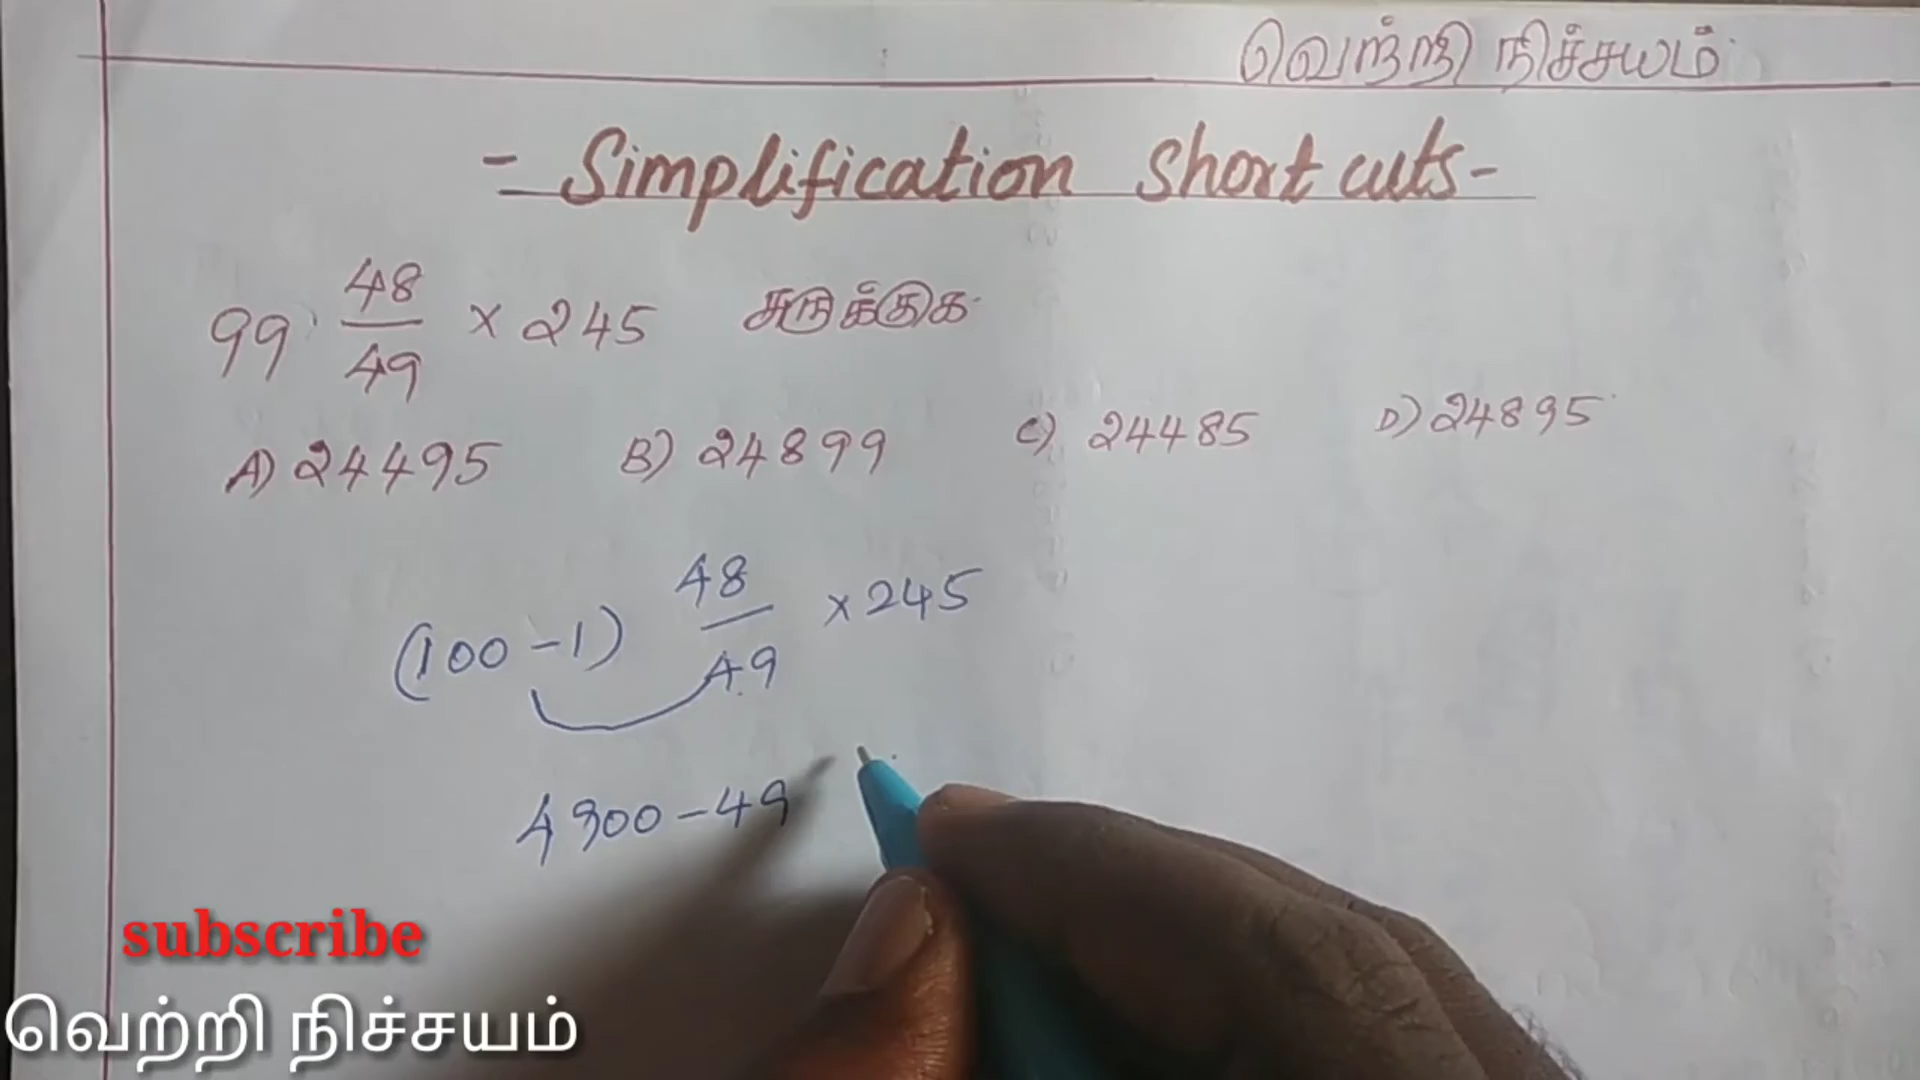 வெற்றி நிச்சயம்
- Simplification Short cuts -
99 48/49 x 245 சுருக்குக
A) 24495 B) 24899 C) 24485 D) 24895
(100 - 1) 48/49 x 245
4900 - 49
subscribe
வெற்றி நிச்சயம்